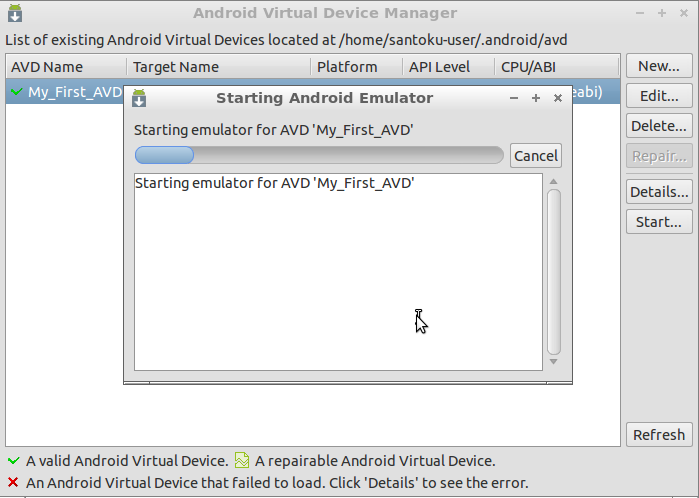 Android Virtual Device Manager
List of existing Android Virtual Devices located at /home/santoku-user/.android/avd
AVD Name Target Name Platform API Level CPU/ABI
My_First_AVD eabi)
New...
Edit...
Delete...
Repair...
Details...
Start...
Refresh
Starting Android Emulator
Starting emulator for AVD 'My_First_AVD'
Cancel
Starting emulator for AVD 'My_First_AVD'
A valid Android Virtual Device. A repairable Android Virtual Device.
An Android Virtual Device that failed to load. Click 'Details' to see the error.